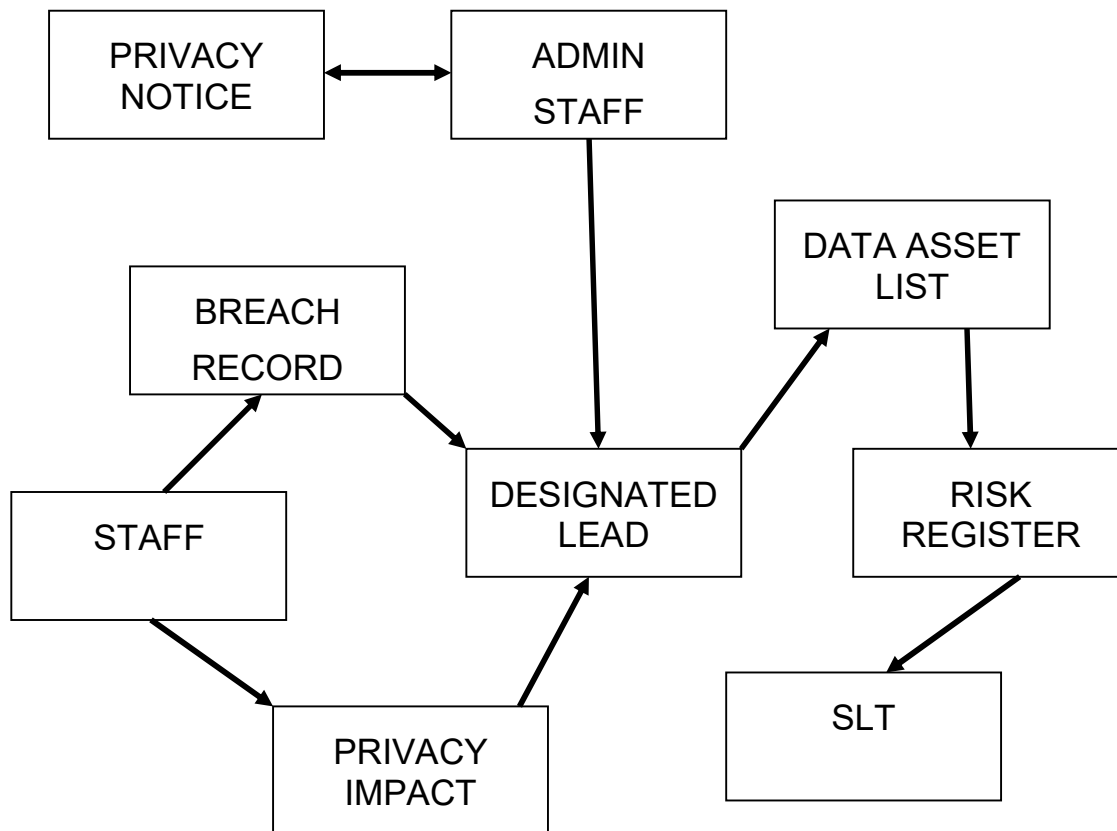 PRIVACY
NOTICE
ADMIN
STAFF
DATA ASSET
LIST
BREACH
RECORD
DESIGNATED
LEAD
RISK
REGISTER
STAFF
SLT
PRIVACY
IMPACT